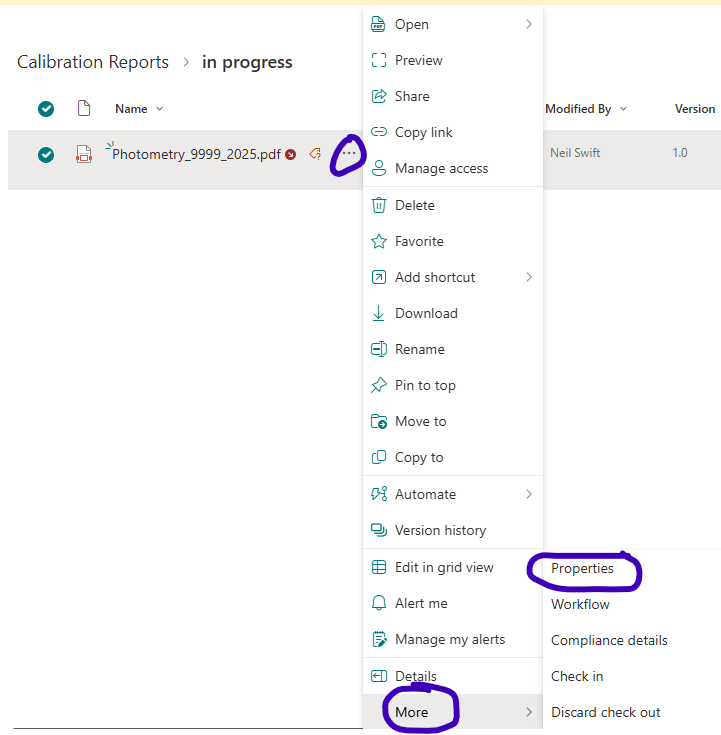 Calibration Reports > in progress
Name
Modified By
Version
Photometry_9999_2025.pdf
...
Neil Swift
1.0
Open
Preview
Share
Copy link
Manage access
Delete
Favorite
Add shortcut
Download
Rename
Pin to top
Move to
Copy to
Automate
Version history
Edit in grid view
Alert me
Manage my alerts
Details
More
Properties
Workflow
Compliance details
Check in
Discard check out